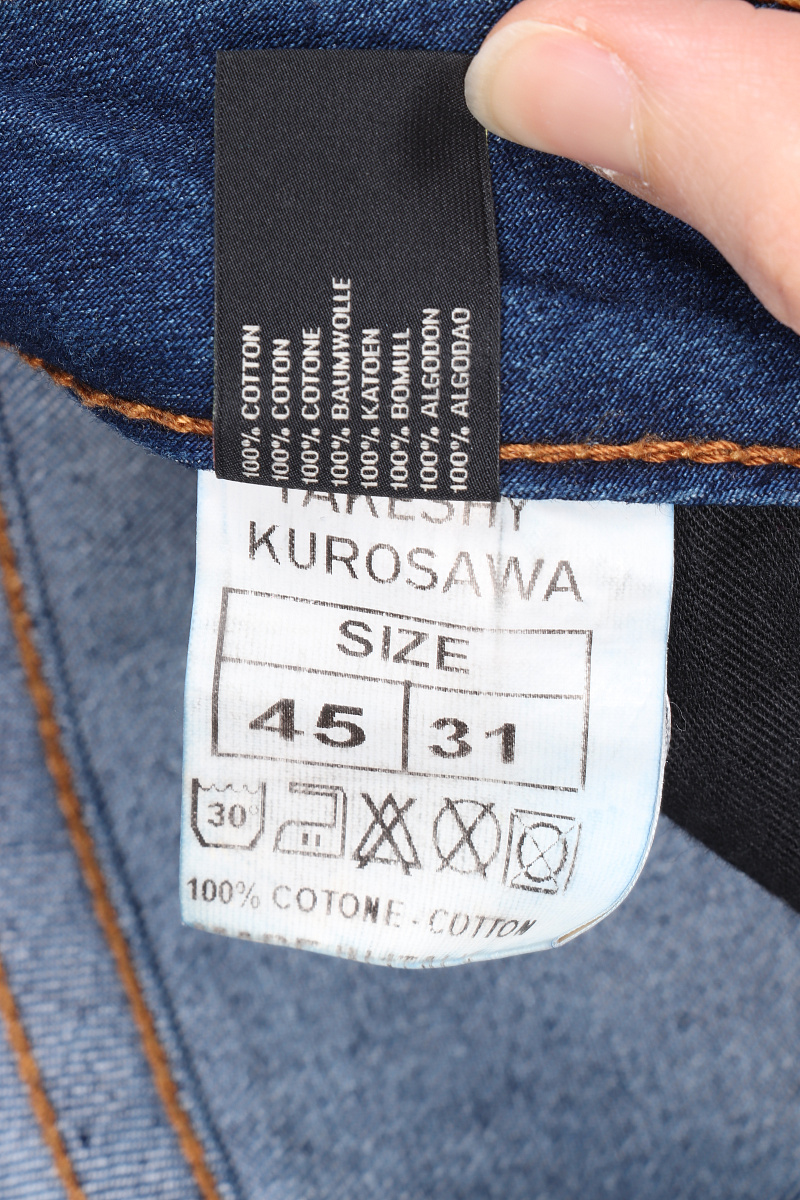 100% COTTON
100% COTON
100% COTONE
100% BAUMWOLLE
100% KATOEN
100% BOMULL
100% ALGODON
100% ALGODAO
TAKESHY
KUROSAWA
SIZE
45 31
30°
100% COTONE - COTTON